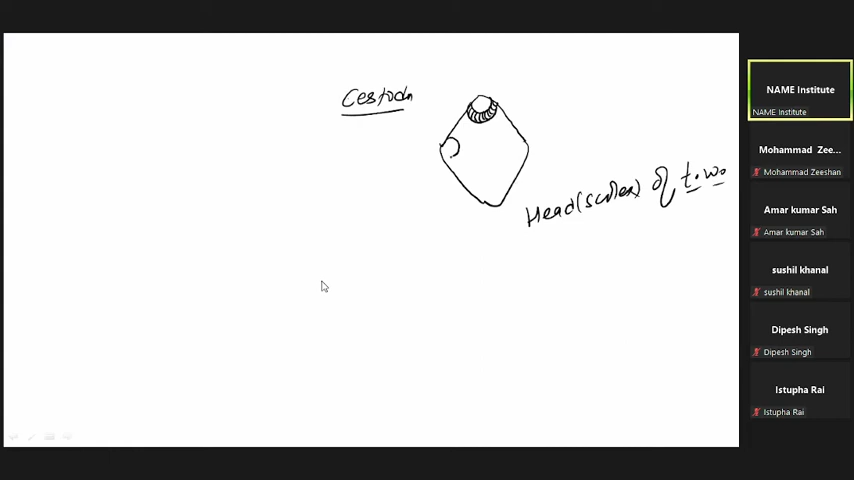 Cestoda
Head(scolex) of t.wo
NAME Institute
NAME Institute
Mohammad Zee...
Mohammad Zeeshan
Amar kumar Sah
Amar kumar Sah
sushil khanal
sushil khanal
Dipesh Singh
Dipesh Singh
Istupha Rai
Istupha Rai